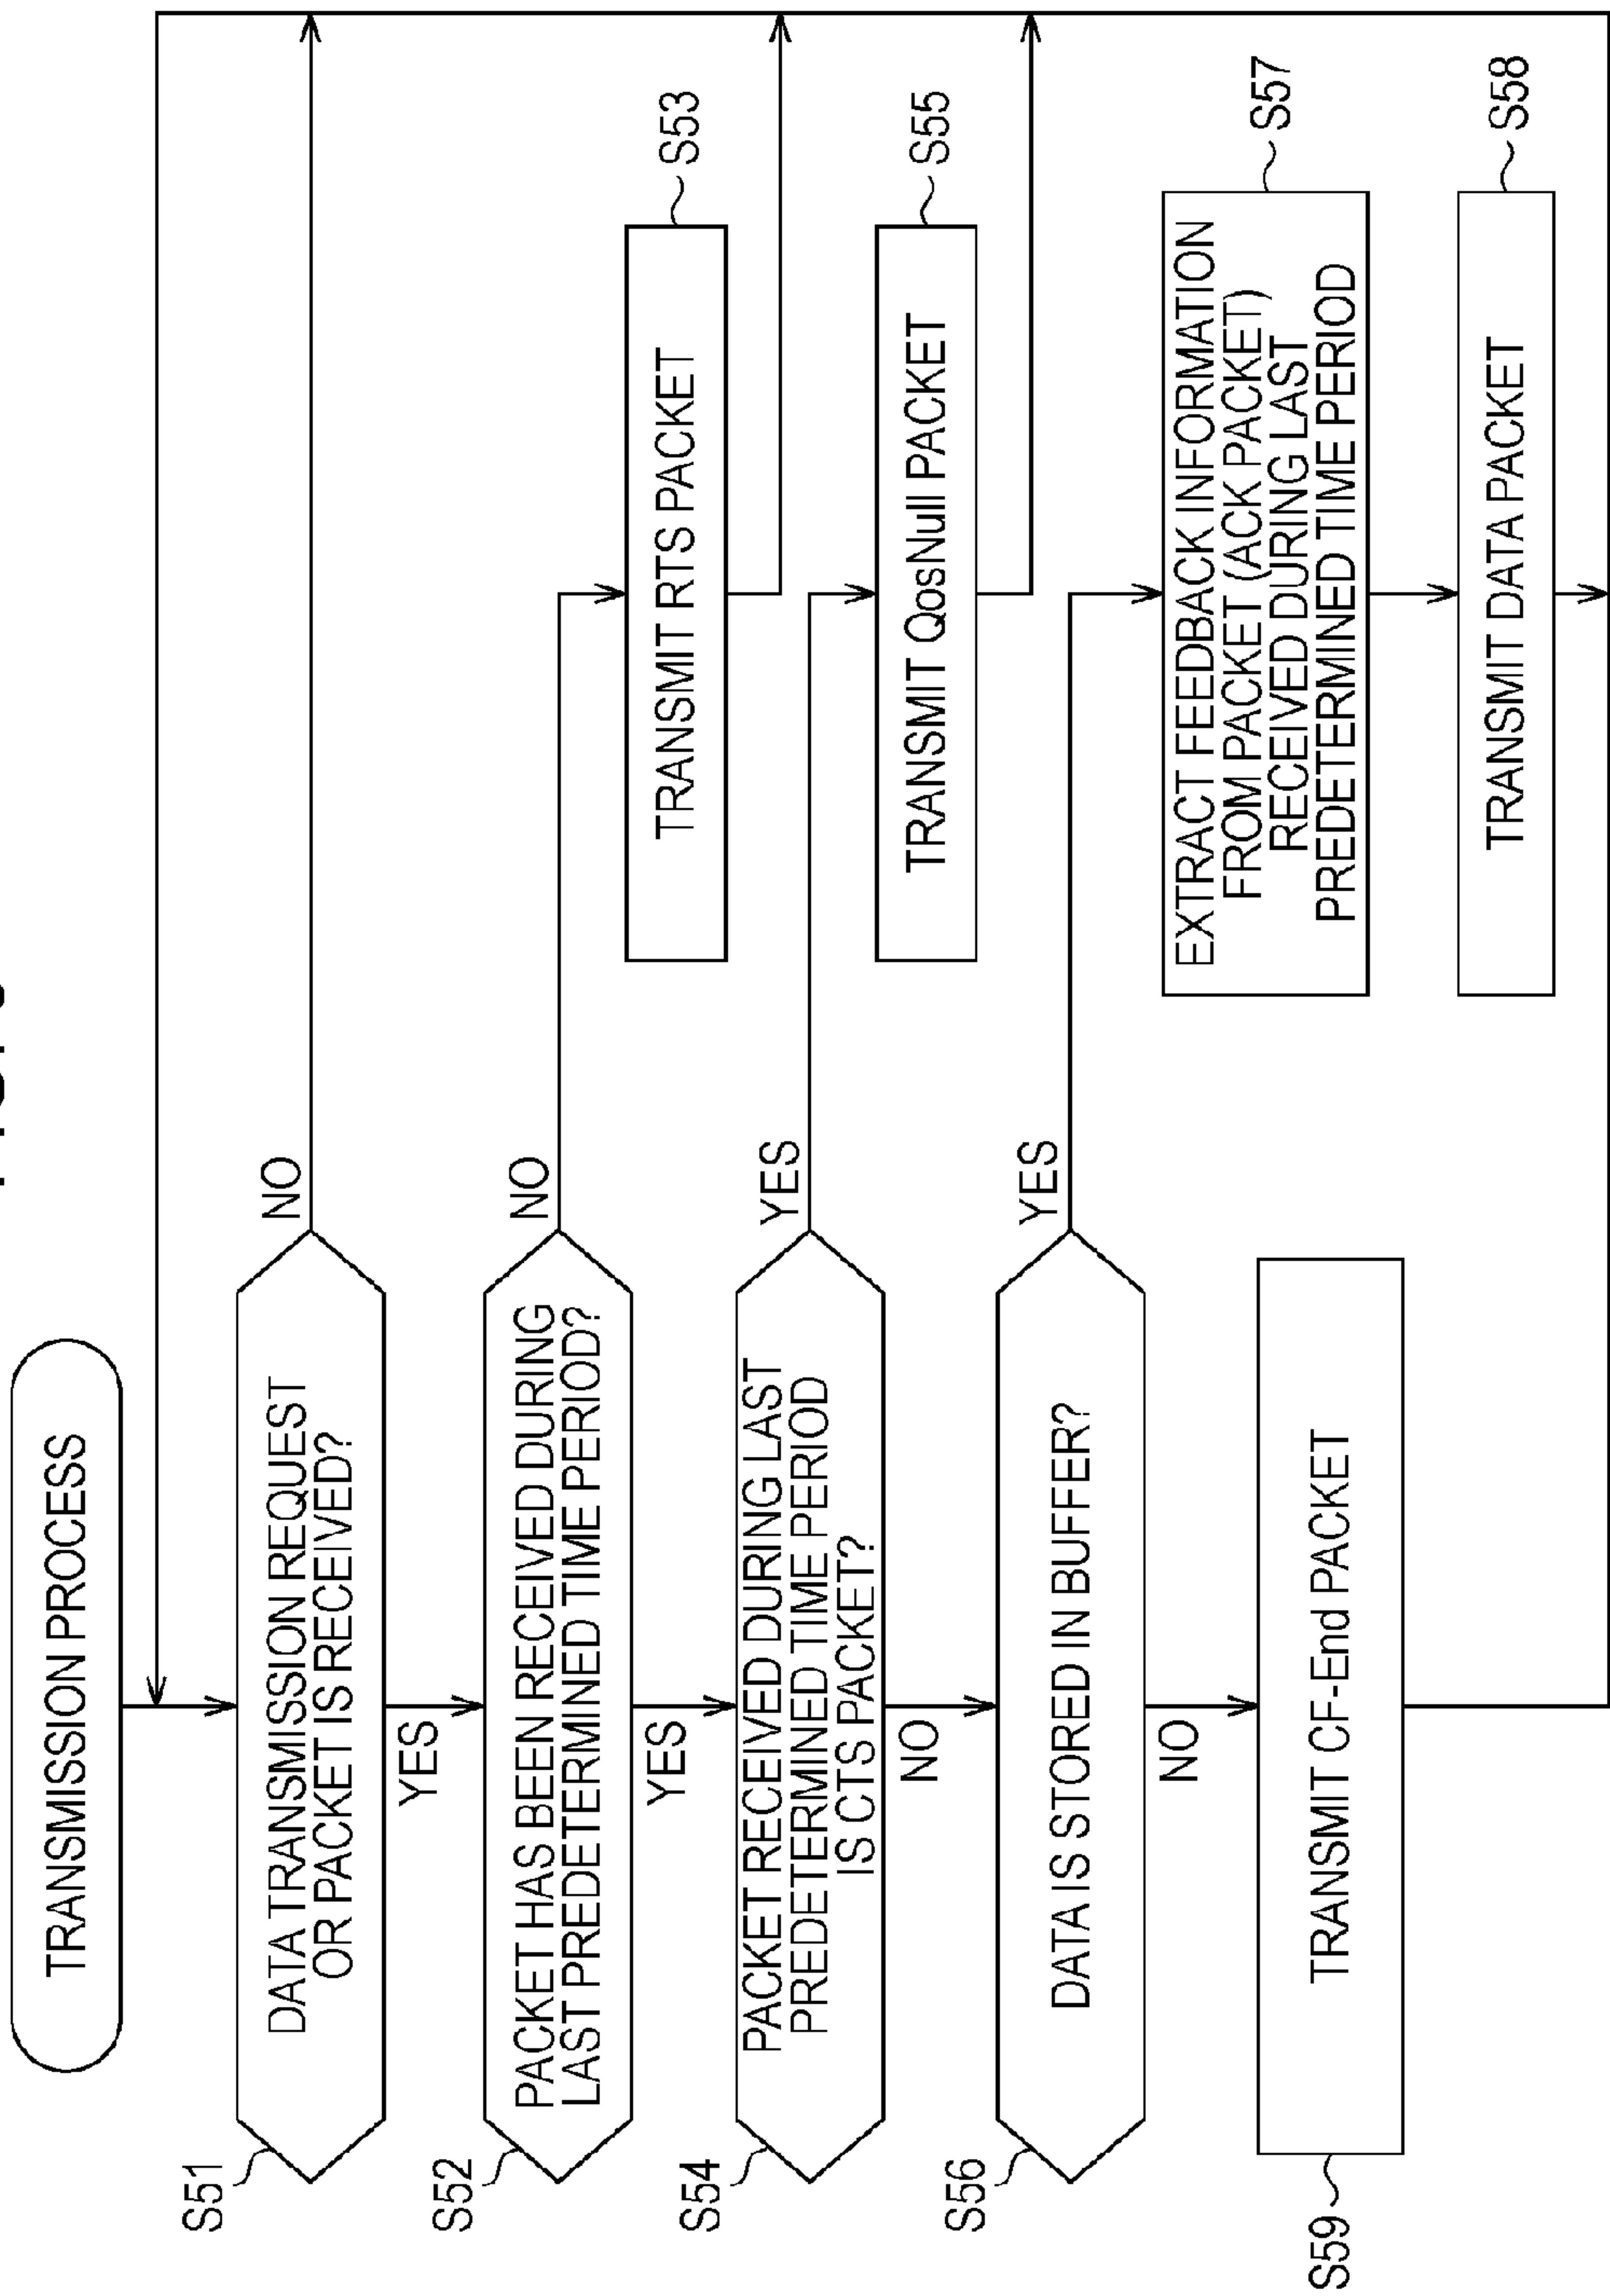 TRANSMISSION PROCESS
S51
DATA TRANSMISSION REQUEST
OR PACKET IS RECEIVED?
NO
YES
S52
PACKET HAS BEEN RECEIVED DURING
LAST PREDETERMINED TIME PERIOD?
NO
YES
S53
TRANSMIT RTS PACKET
S54
PACKET RECEIVED DURING LAST
PREDETERMINED TIME PERIOD
IS CTS PACKET?
YES
NO
S55
TRANSMIT QosNull PACKET
S56
DATA IS STORED IN BUFFER?
YES
NO
S57
EXTRACT FEEDBACK INFORMATION
FROM PACKET (ACK PACKET)
RECEIVED DURING LAST
PREDETERMINED TIME PERIOD
S58
TRANSMIT DATA PACKET
S59
TRANSMIT CF-End PACKET